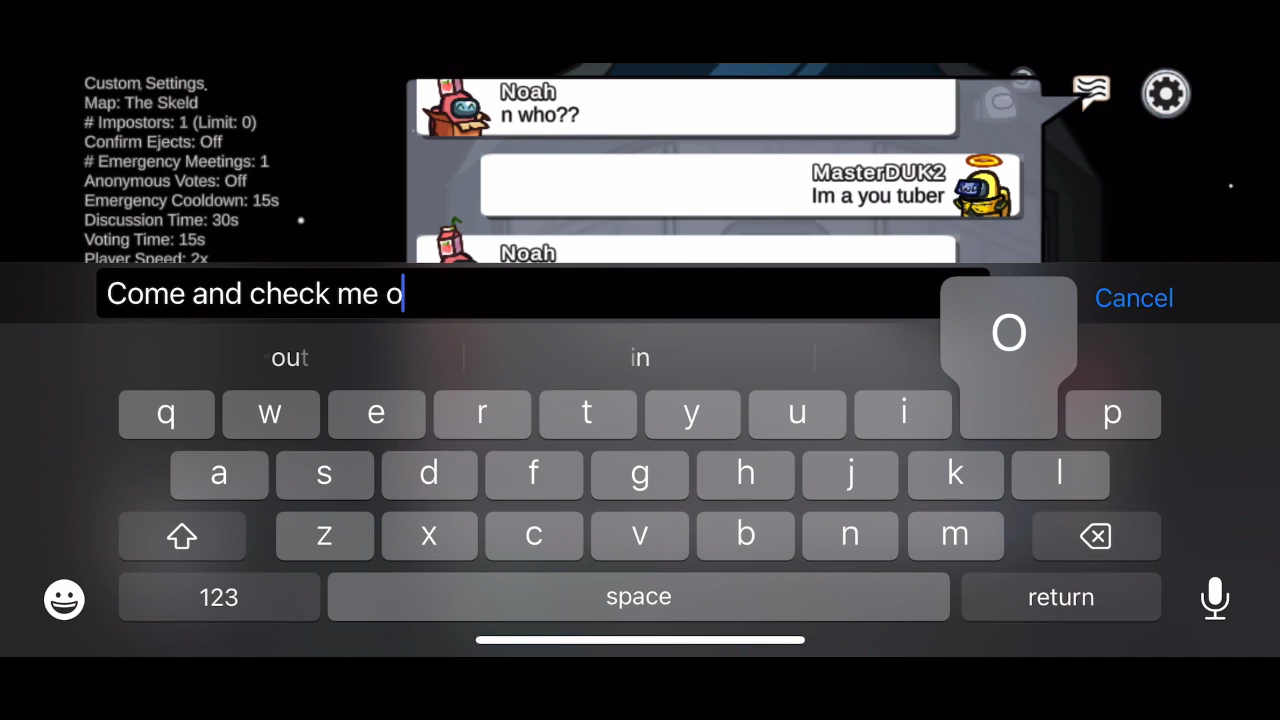 Custom Settings
Map: The Skeld
# Impostors: 1 (Limit: 0)
Confirm Ejects: Off
# Emergency Meetings: 1
Anonymous Votes: Off
Emergency Cooldown: 15s
Discussion Time: 30s
Voting Time: 15s
Player Speed: 2x
Noah
n who??
MasterDUK2
Im a you tuber
Noah
Come and check me o
Cancel
out in
O
q w e r t y u i p
a s d f g h j k l
z x c v b n m
123 space return